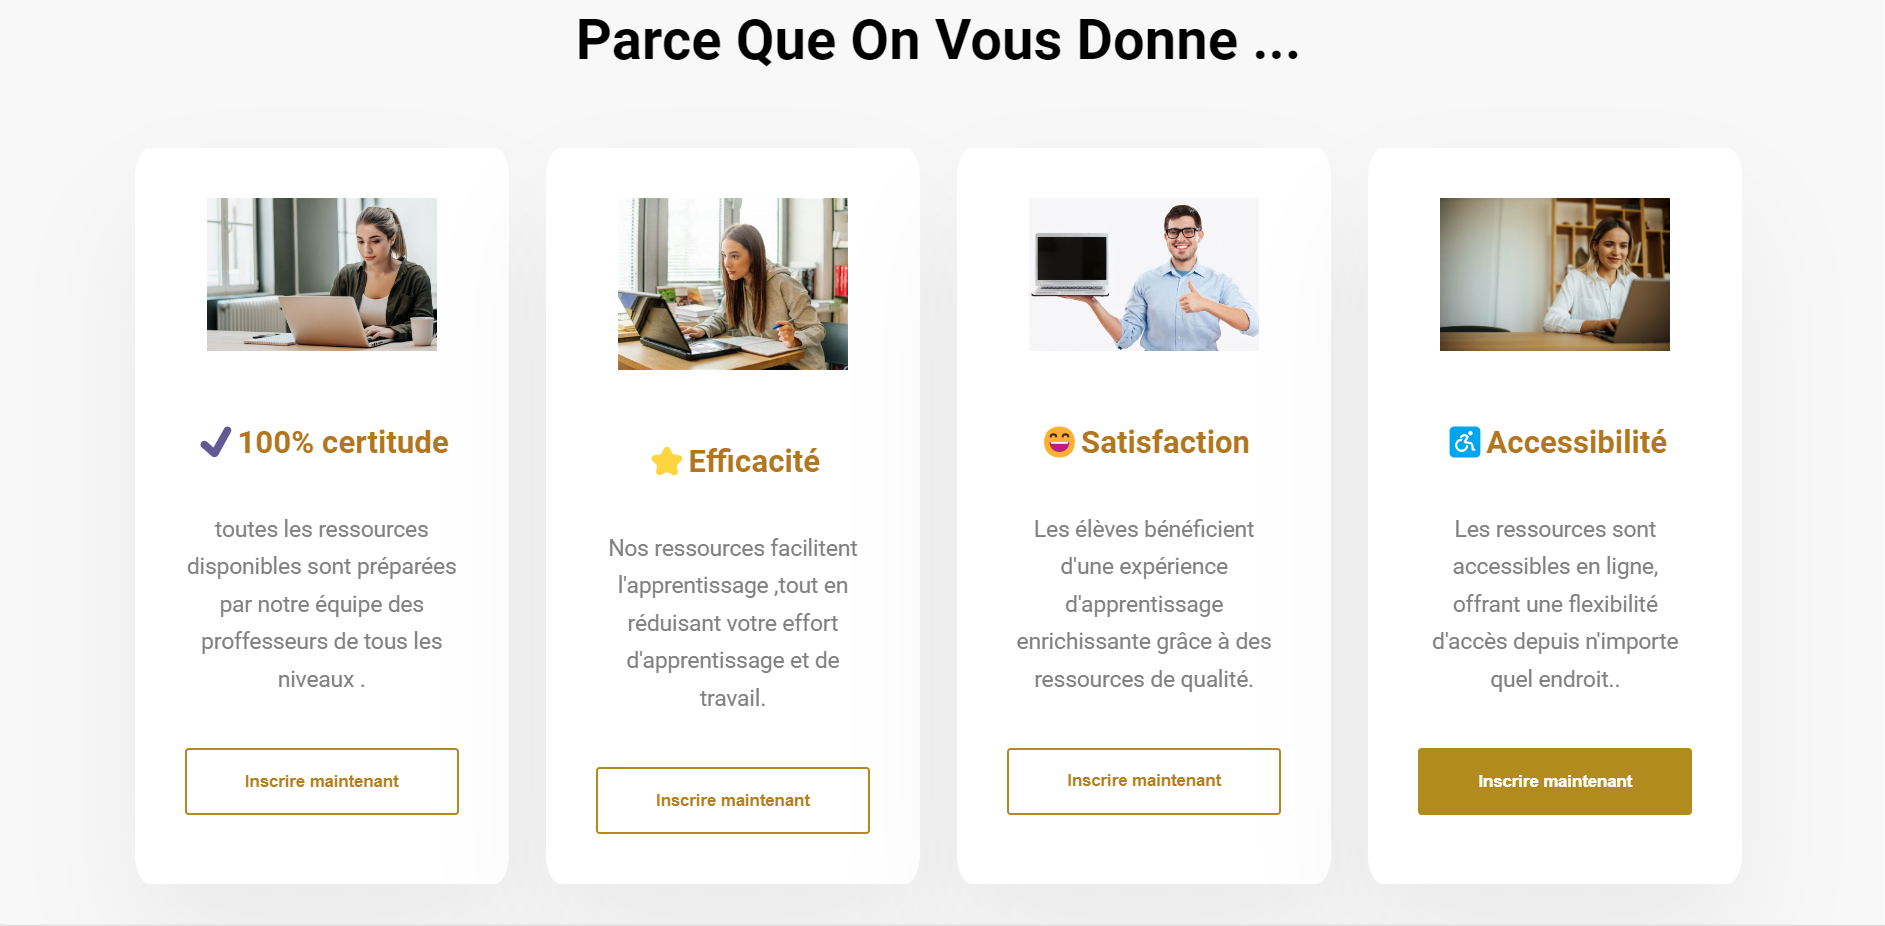 Parce Que On Vous Donne ...
100% certitude
toutes les ressources
disponibles sont préparées
par notre équipe des
proffesseurs de tous les
niveaux .
Inscrire maintenant
Efficacité
Nos ressources facilitent
l'apprentissage ,tout en
réduisant votre effort
d'apprentissage et de
travail.
Inscrire maintenant
Satisfaction
Les élèves bénéficient
d'une expérience
d'apprentissage
enrichissante grâce à des
ressources de qualité.
Inscrire maintenant
Accessibilité
Les ressources sont
accessibles en ligne,
offrant une flexibilité
d'accès depuis n'importe
quel endroit..
Inscrire maintenant